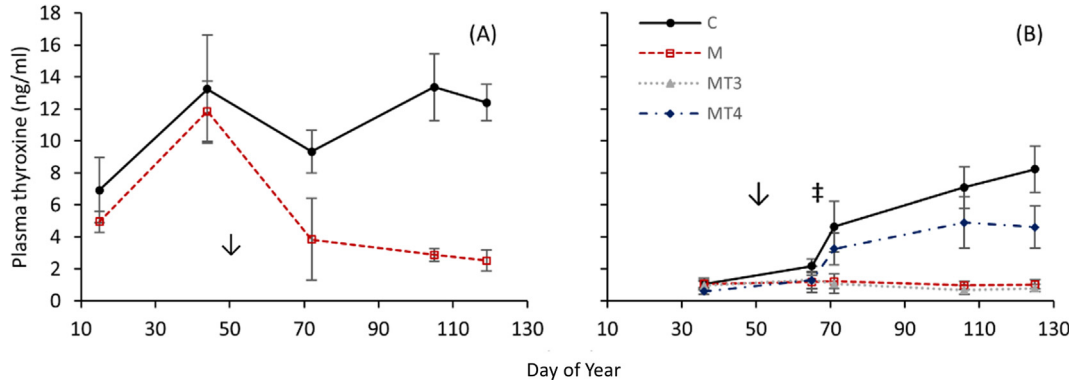 18
16
14
12
10
8
6
4
2
0
Plasma thyroxine (ng/ml)
(A)
10 30 50 70 90 110 130
C
M
MT3
MT4
(B)
‡
10 30 50 70 90 110 130
Day of Year